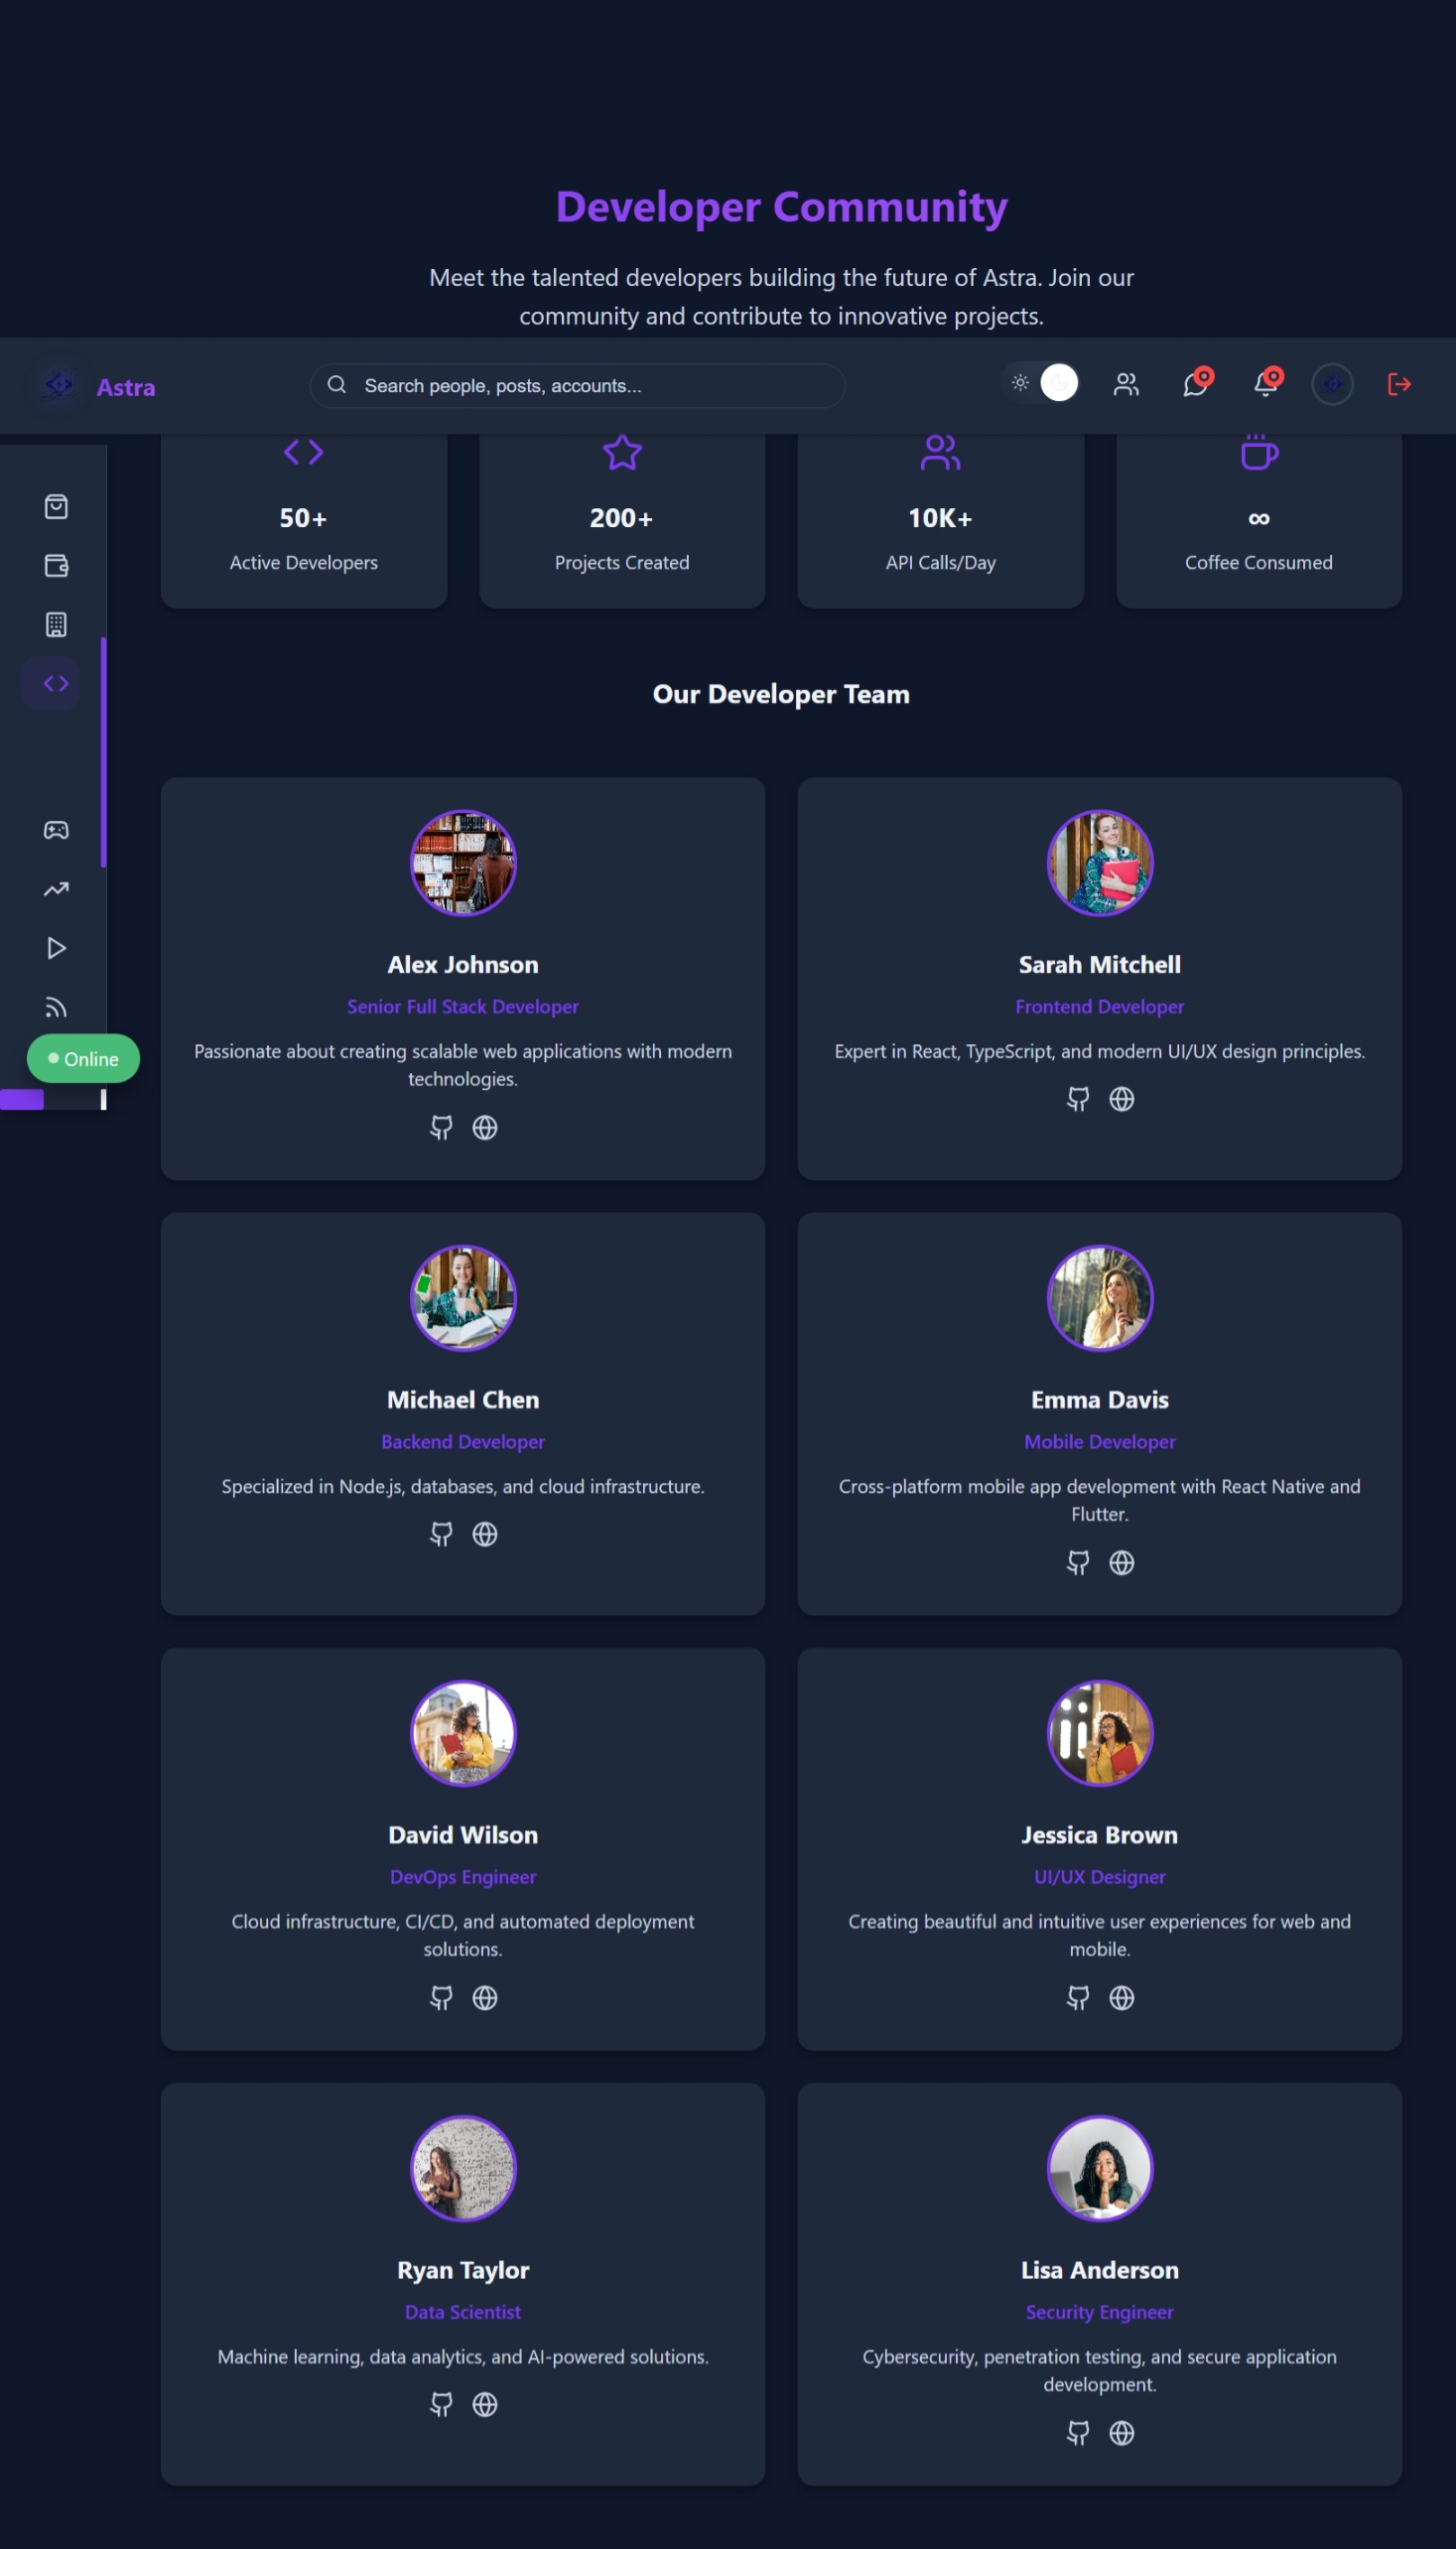 Developer Community
Meet the talented developers building the future of Astra. Join our
community and contribute to innovative projects.
Astra
Search people, posts, accounts...
50+
Active Developers
200+
Projects Created
10K+
API Calls/Day
∞
Coffee Consumed
Our Developer Team
Alex Johnson
Senior Full Stack Developer
Passionate about creating scalable web applications with modern
technologies.
Sarah Mitchell
Frontend Developer
Expert in React, TypeScript, and modern UI/UX design principles.
Online
Michael Chen
Backend Developer
Specialized in Node.js, databases, and cloud infrastructure.
Emma Davis
Mobile Developer
Cross-platform mobile app development with React Native and
Flutter.
David Wilson
DevOps Engineer
Cloud infrastructure, CI/CD, and automated deployment
solutions.
Jessica Brown
UI/UX Designer
Creating beautiful and intuitive user experiences for web and
mobile.
Ryan Taylor
Data Scientist
Machine learning, data analytics, and AI-powered solutions.
Lisa Anderson
Security Engineer
Cybersecurity, penetration testing, and secure application
development.